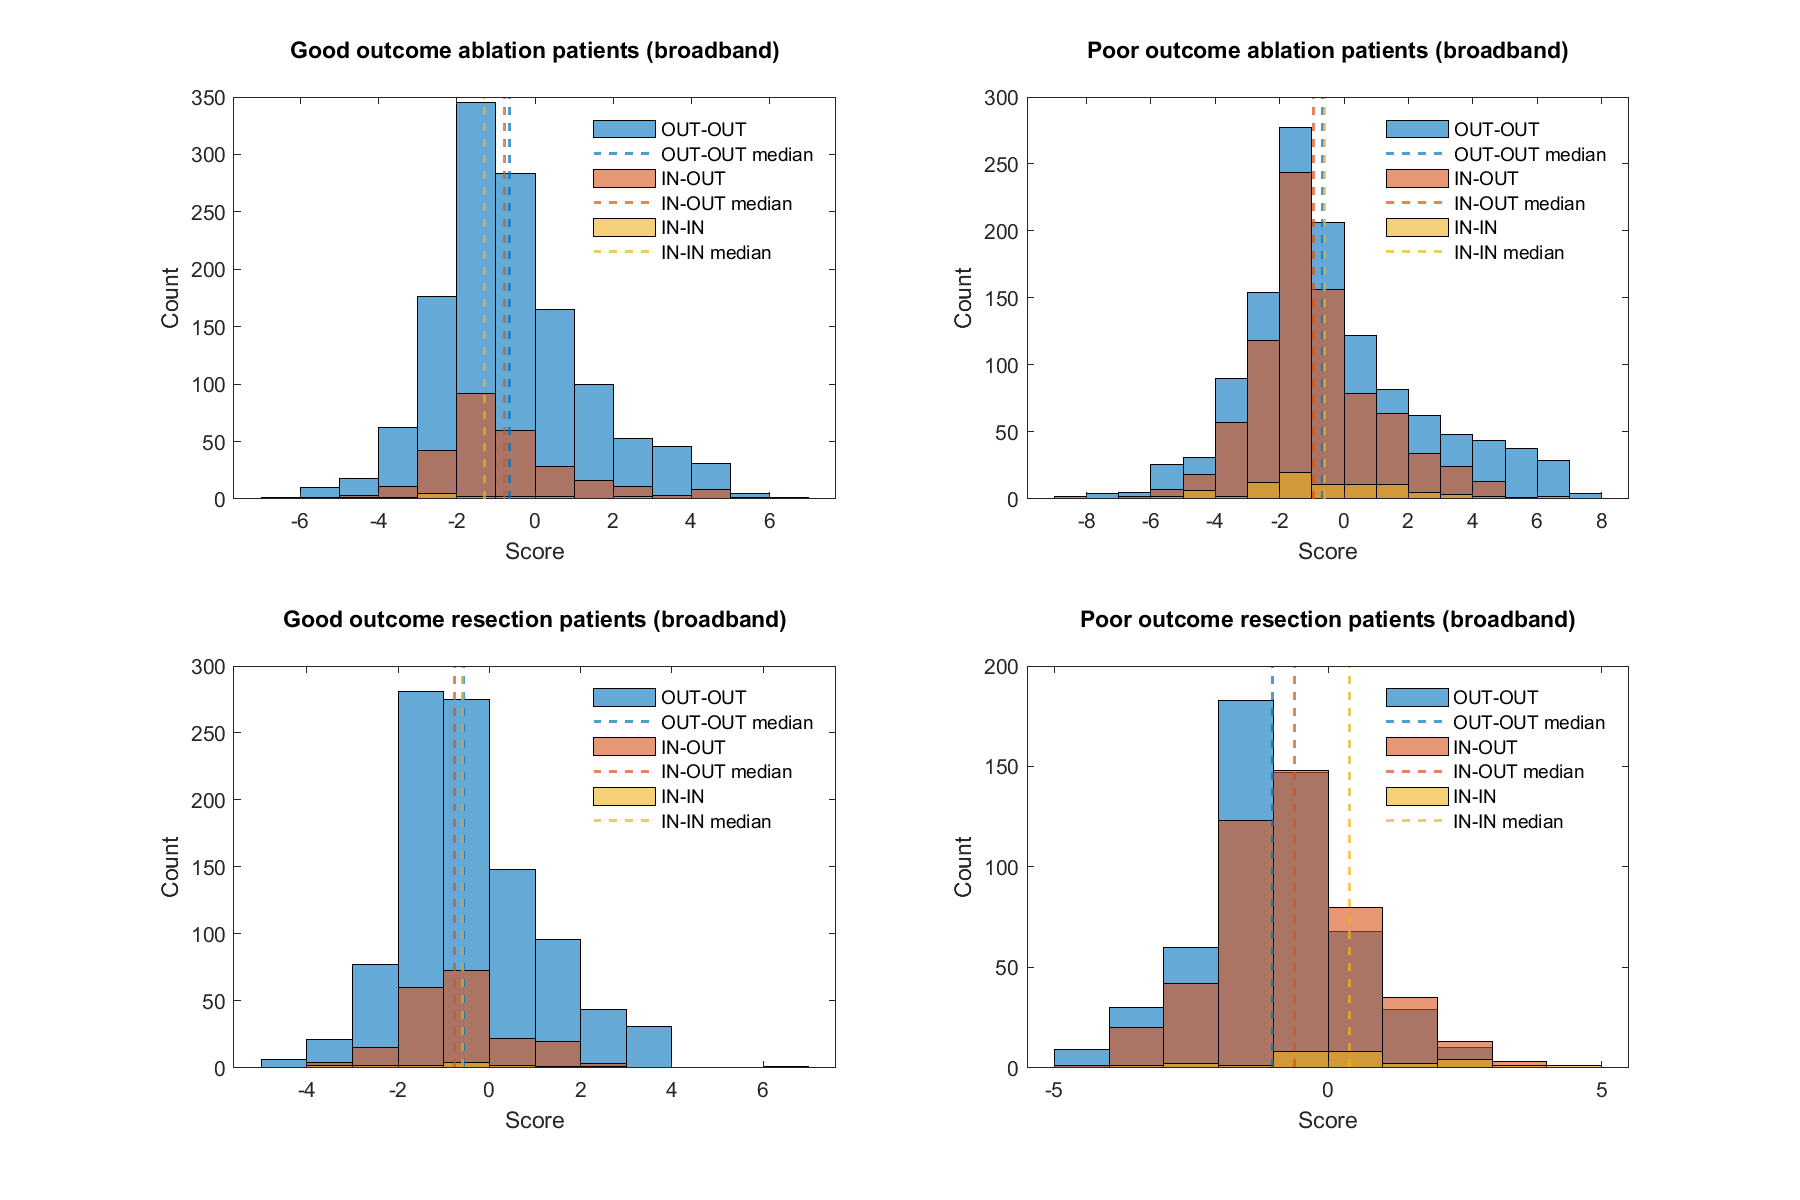 Good outcome ablation patients (broadband)
350
300
250
200
150
100
50
0
Count
-6 -4 -2 0 2 4 6
Score
OUT-OUT
OUT-OUT median
IN-OUT
IN-OUT median
IN-IN
IN-IN median
Poor outcome ablation patients (broadband)
300
250
200
150
100
50
0
Count
-8 -6 -4 -2 0 2 4 6 8
Score
OUT-OUT
OUT-OUT median
IN-OUT
IN-OUT median
IN-IN
IN-IN median
Good outcome resection patients (broadband)
300
250
200
150
100
50
0
Count
-4 -2 0 2 4 6
Score
OUT-OUT
OUT-OUT median
IN-OUT
IN-OUT median
IN-IN
IN-IN median
Poor outcome resection patients (broadband)
200
150
100
50
0
Count
-5 0 5
Score
OUT-OUT
OUT-OUT median
IN-OUT
IN-OUT median
IN-IN
IN-IN median